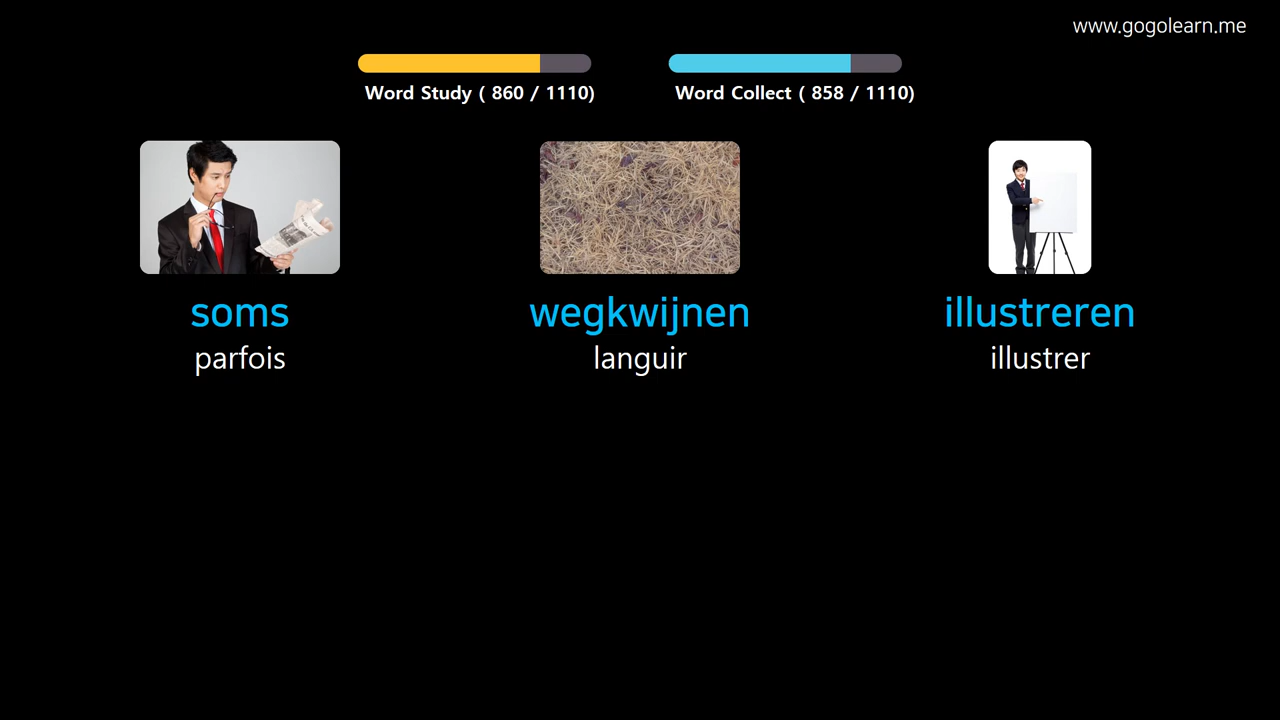 www.gogolearn.me
Word Study ( 860 / 1110)
Word Collect ( 858 / 1110)
soms
parfois
wegkwijnen
languir
illustreren
illustrer